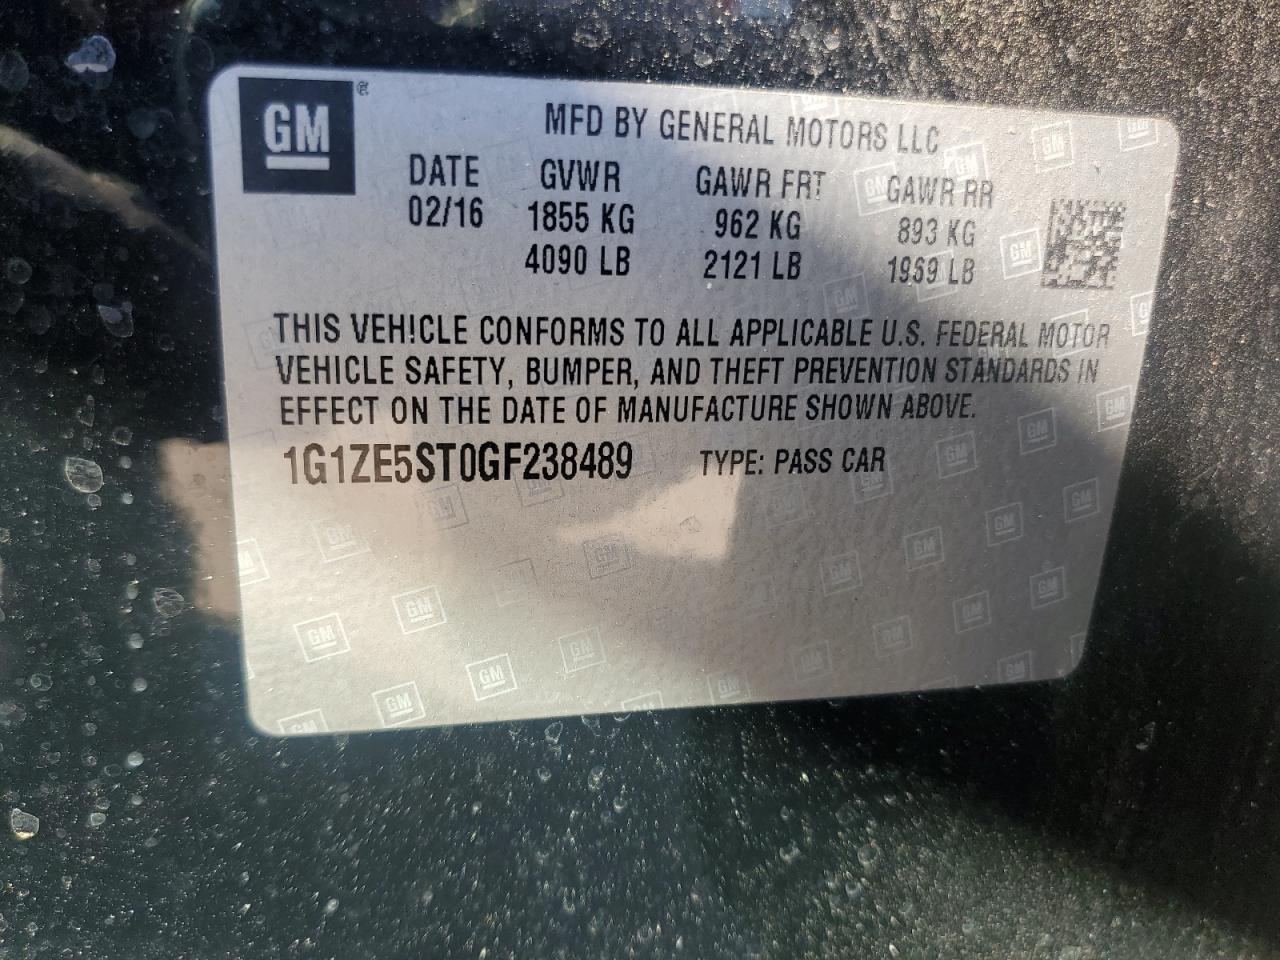 GM ®
MFD BY GENERAL MOTORS LLC
DATE GVWR GAWR FRT GAWR RR
02/16 1855 KG 962 KG 893 KG
4090 LB 2121 LB 1969 LB
THIS VEHICLE CONFORMS TO ALL APPLICABLE U.S. FEDERAL MOTOR
VEHICLE SAFETY, BUMPER, AND THEFT PREVENTION STANDARDS IN
EFFECT ON THE DATE OF MANUFACTURE SHOWN ABOVE.
1G1ZE5ST0GF238489 TYPE: PASS CAR